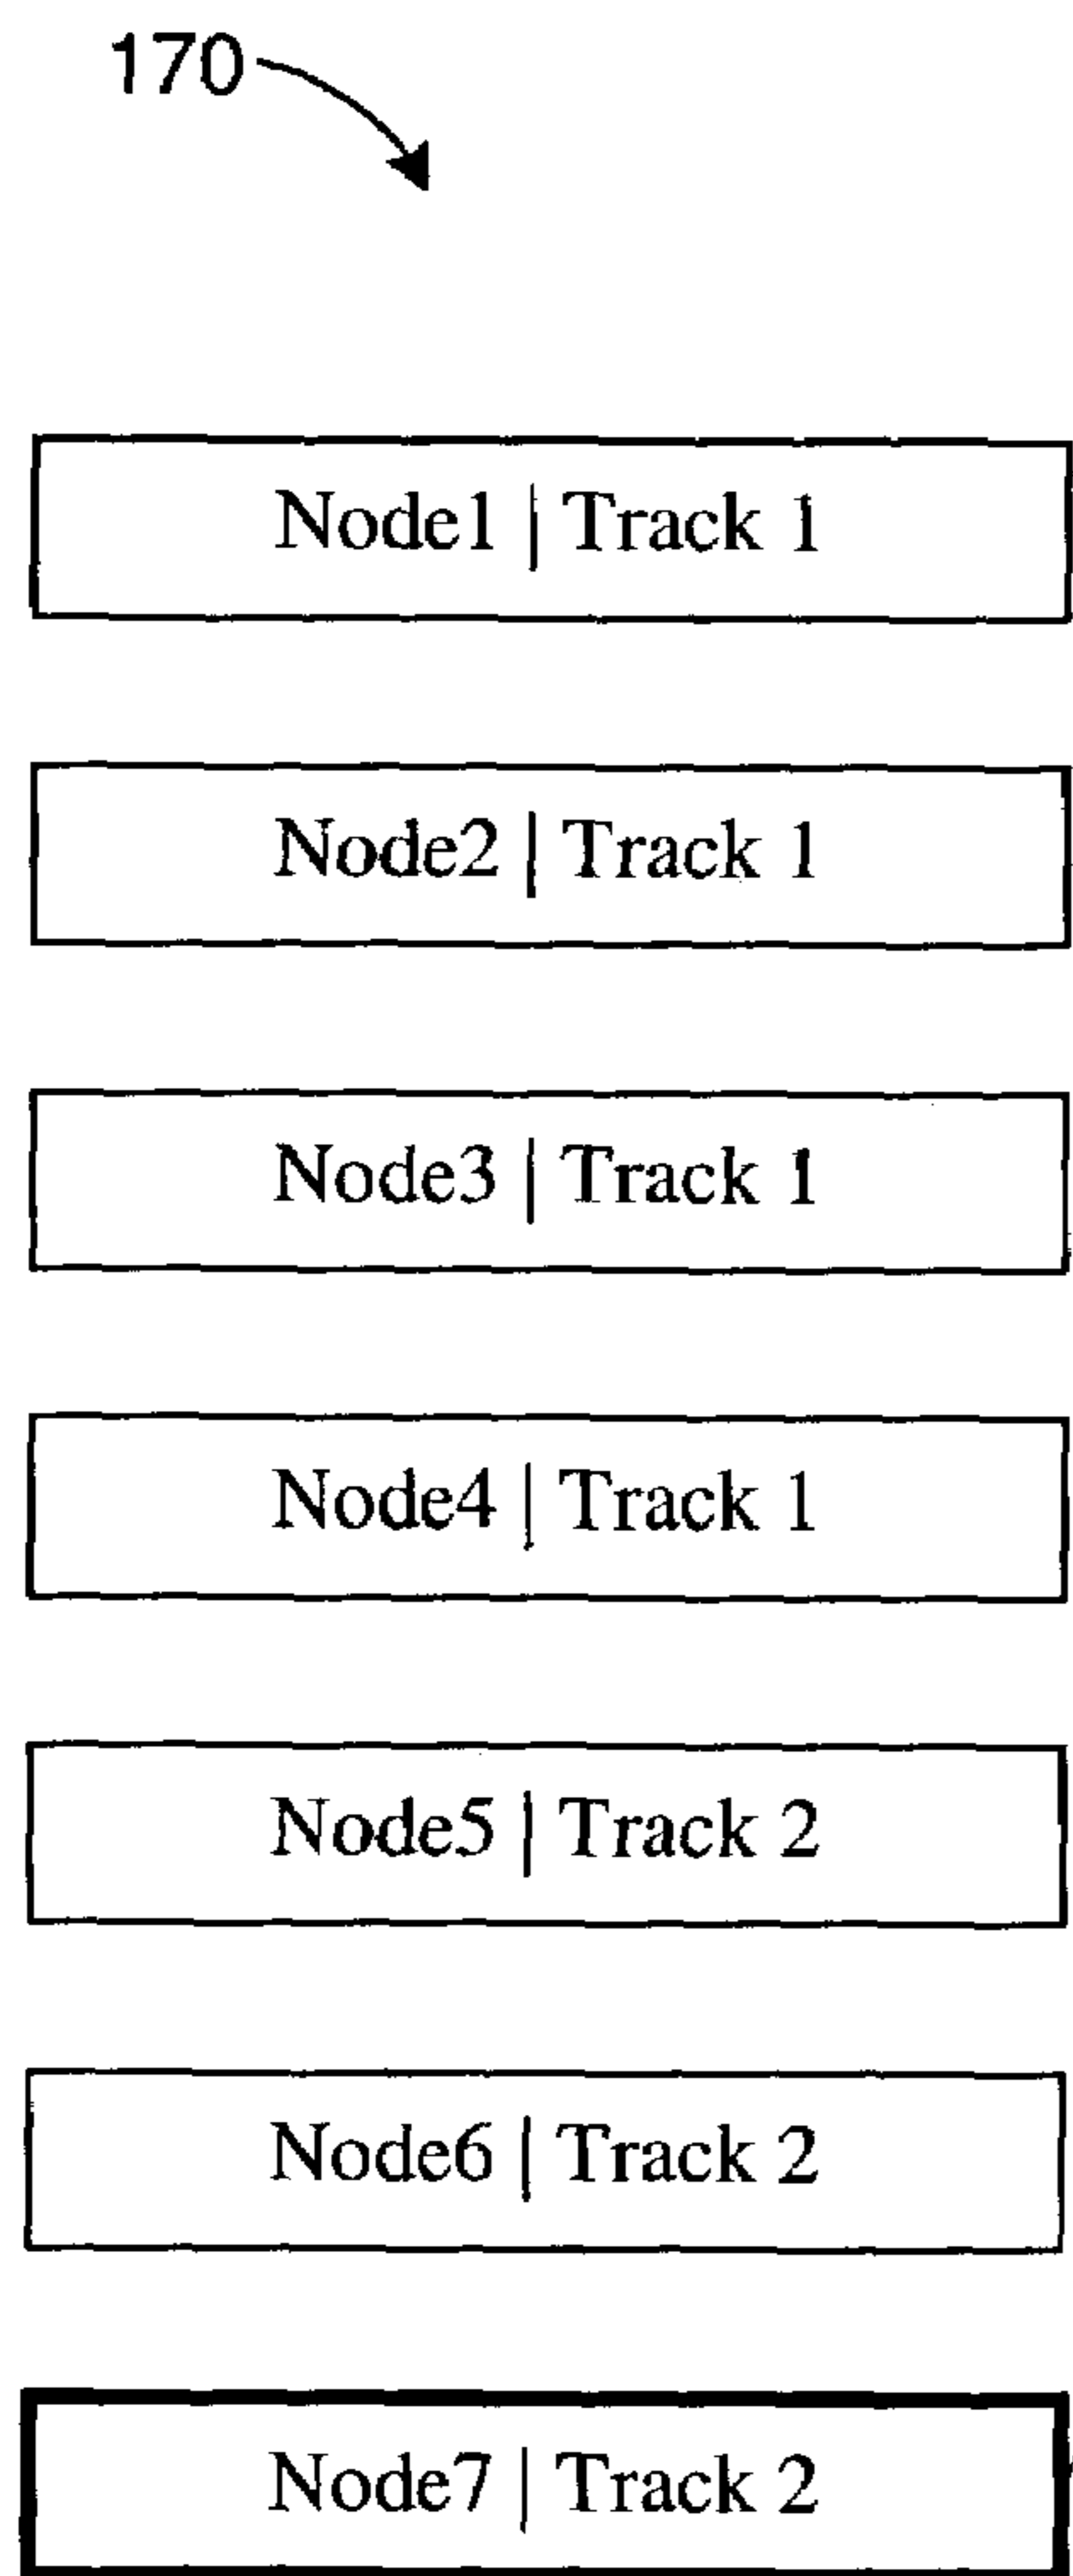 170
Node1 | Track 1
Node2 | Track 1
Node3 | Track 1
Node4 | Track 1
Node5 | Track 2
Node6 | Track 2
Node7 | Track 2